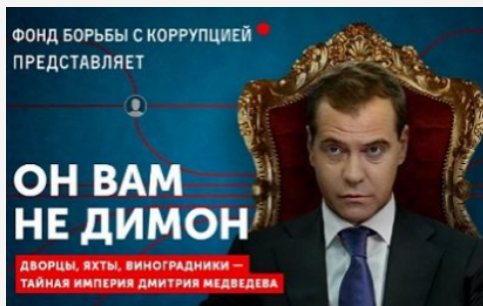 ФОНД БОРЬБЫ С КОРРУПЦИЕЙ
ПРЕДСТАВЛЯЕТ
ОН ВАМ
НЕ ДИМОН
ДВОРЦЫ, ЯХТЫ, ВИНОГРАДНИКИ —
ТАЙНАЯ ИМПЕРИЯ ДМИТРИЯ МЕДВЕДЕВА